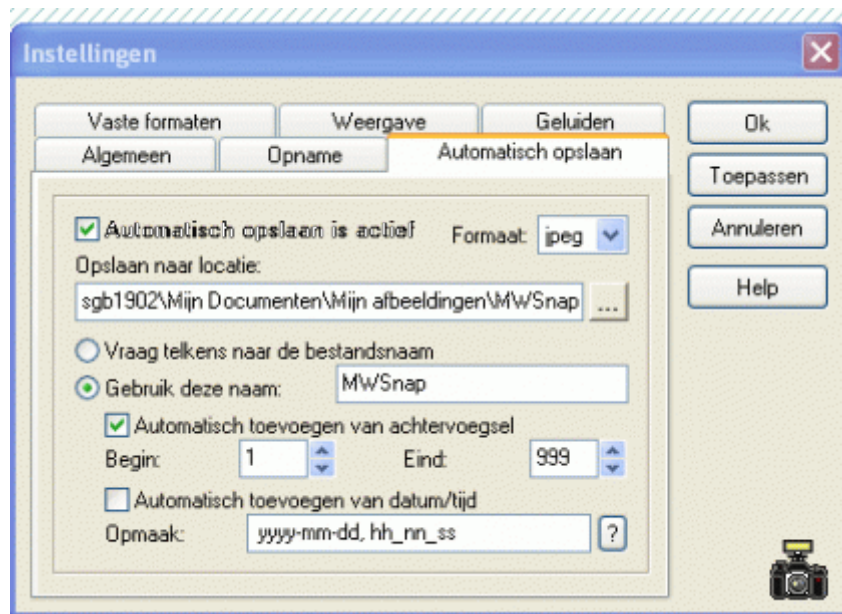 Instellingen
Vaste formaten Weergave Geluiden
Algemeen Opname Automatisch opslaan
Ok
Toepassen
Annuleren
Help
Automatisch opslaan is actief Formaat: jpeg
Opslaan naar locatie:
sgb1902\Mijn Documenten\Mijn afbeeldingen\MWSnap ...
Vraag telkens naar de bestandsnaam
Gebruik deze naam: MWSnap
Automatisch toevoegen van achtervoegsel
Begin: 1 Eind: 999
Automatisch toevoegen van datum/tijd
Opmaak: yyyy-mm-dd, hh_nn_ss ?